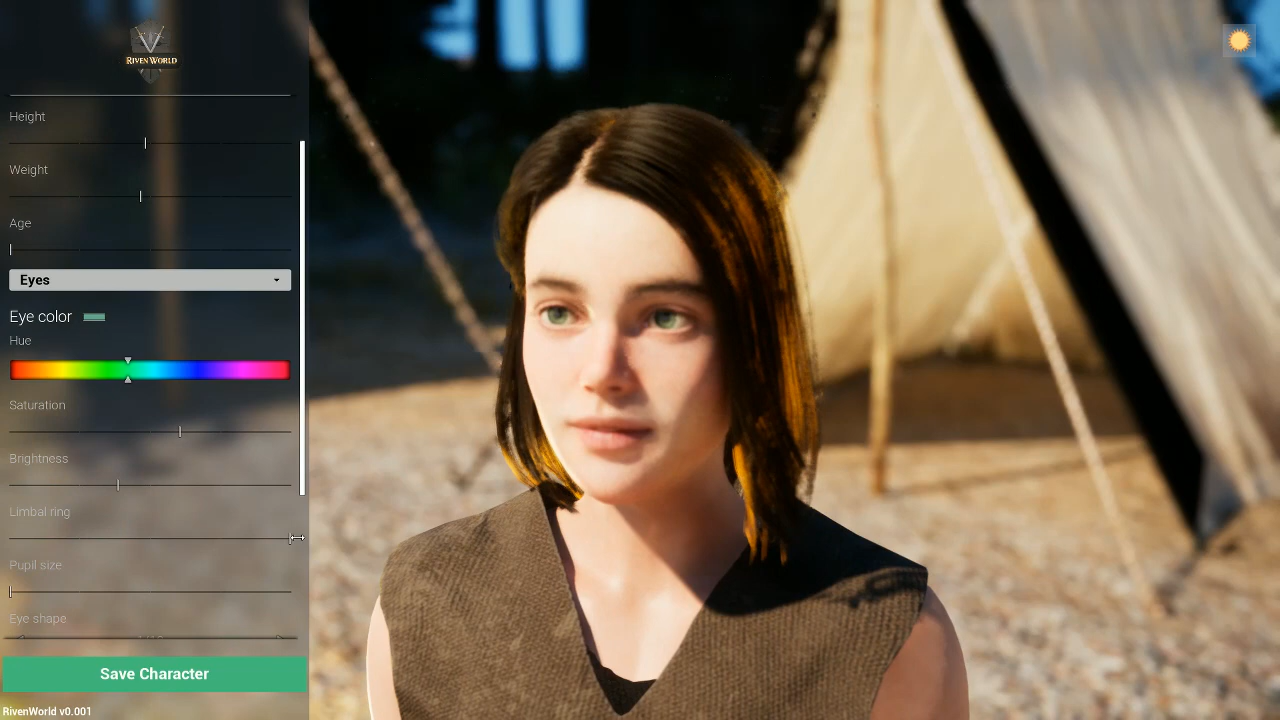 RIVEN WORLD
Height
Weight
Age
Eyes
Eye color
Hue
Saturation
Brightness
Limbal ring
Pupil size
Eye shape
Save Character
RivenWorld v0.001